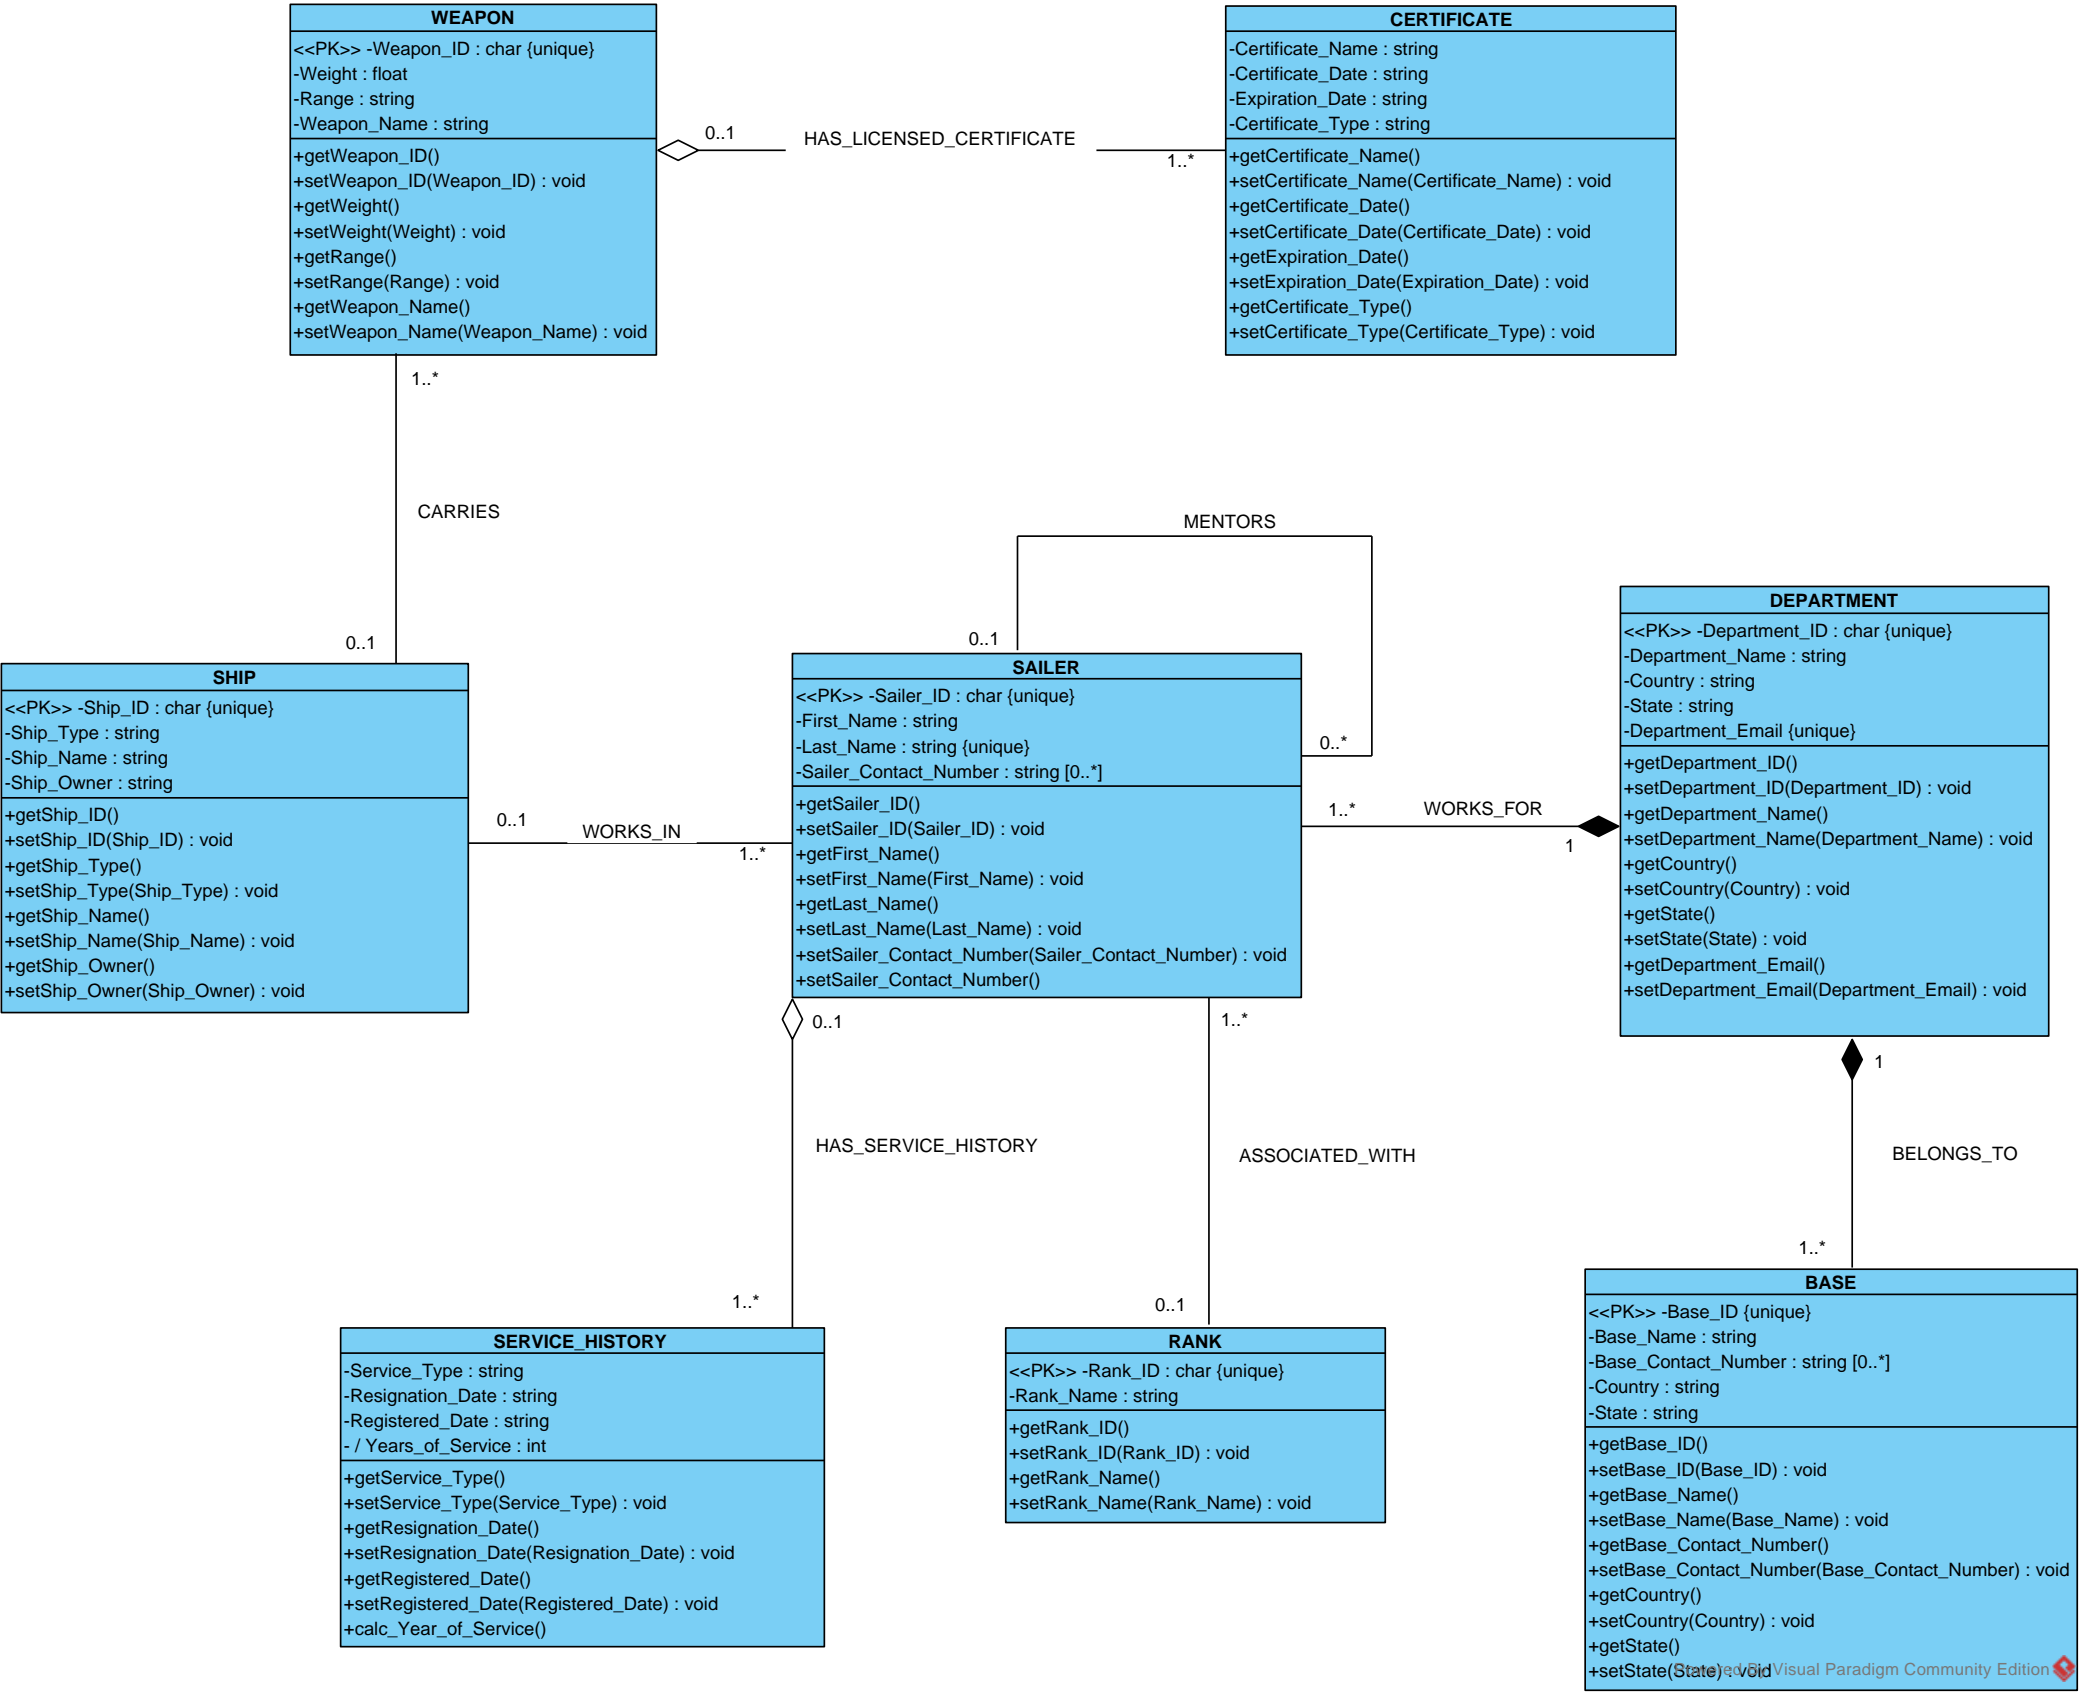 WEAPON
<<PK>> -Weapon_ID : char {unique}
-Weight : float
-Range : string
-Weapon_Name : string
+getWeapon_ID()
+setWeapon_ID(Weapon_ID) : void
+getWeight()
+setWeight(Weight) : void
+getRange()
+setRange(Range) : void
+getWeapon_Name()
+setWeapon_Name(Weapon_Name) : void
0..1
HAS_LICENSED_CERTIFICATE
1..*
CERTIFICATE
-Certificate_Name : string
-Certificate_Date : string
-Expiration_Date : string
-Certificate_Type : string
+getCertificate_Name()
+setCertificate_Name(Certificate_Name) : void
+getCertificate_Date()
+setCertificate_Date(Certificate_Date) : void
+getExpiration_Date()
+setExpiration_Date(Expiration_Date) : void
+getCertificate_Type()
+setCertificate_Type(Certificate_Type) : void
1..*
CARRIES
0..1
SHIP
<<PK>> -Ship_ID : char {unique}
-Ship_Type : string
-Ship_Name : string
-Ship_Owner : string
+getShip_ID()
+setShip_ID(Ship_ID) : void
+getShip_Type()
+setShip_Type(Ship_Type) : void
+getShip_Name()
+setShip_Name(Ship_Name) : void
+getShip_Owner()
+setShip_Owner(Ship_Owner) : void
0..1
WORKS_IN
1..*
MENTORS
0..1
0..*
SAILER
<<PK>> -Sailer_ID : char {unique}
-First_Name : string
-Last_Name : string {unique}
-Sailer_Contact_Number : string [0..*]
+getSailer_ID()
+setSailer_ID(Sailer_ID) : void
+getFirst_Name()
+setFirst_Name(First_Name) : void
+getLast_Name()
+setLast_Name(Last_Name) : void
+setSailer_Contact_Number(Sailer_Contact_Number) : void
+setSailer_Contact_Number()
1..*
WORKS_FOR
1
DEPARTMENT
<<PK>> -Department_ID : char {unique}
-Department_Name : string
-Country : string
-State : string
-Department_Email {unique}
+getDepartment_ID()
+setDepartment_ID(Department_ID) : void
+getDepartment_Name()
+setDepartment_Name(Department_Name) : void
+getCountry()
+setCountry(Country) : void
+getState()
+setState(State) : void
+getDepartment_Email()
+setDepartment_Email(Department_Email) : void
0..1
HAS_SERVICE_HISTORY
1..*
1..*
ASSOCIATED_WITH
0..1
1
BELONGS_TO
1..*
SERVICE_HISTORY
-Service_Type : string
-Resignation_Date : string
-Registered_Date : string
- / Years_of_Service : int
+getService_Type()
+setService_Type(Service_Type) : void
+getResignation_Date()
+setResignation_Date(Resignation_Date) : void
+getRegistered_Date()
+setRegistered_Date(Registered_Date) : void
+calc_Year_of_Service()
RANK
<<PK>> -Rank_ID : char {unique}
-Rank_Name : string
+getRank_ID()
+setRank_ID(Rank_ID) : void
+getRank_Name()
+setRank_Name(Rank_Name) : void
BASE
<<PK>> -Base_ID {unique}
-Base_Name : string
-Base_Contact_Number : string [0..*]
-Country : string
-State : string
+getBase_ID()
+setBase_ID(Base_ID) : void
+getBase_Name()
+setBase_Name(Base_Name) : void
+getBase_Contact_Number()
+setBase_Contact_Number(Base_Contact_Number) : void
+getCountry()
+setCountry(Country) : void
+getState()
+setState(State) : void
Powered By Visual Paradigm Community Edition